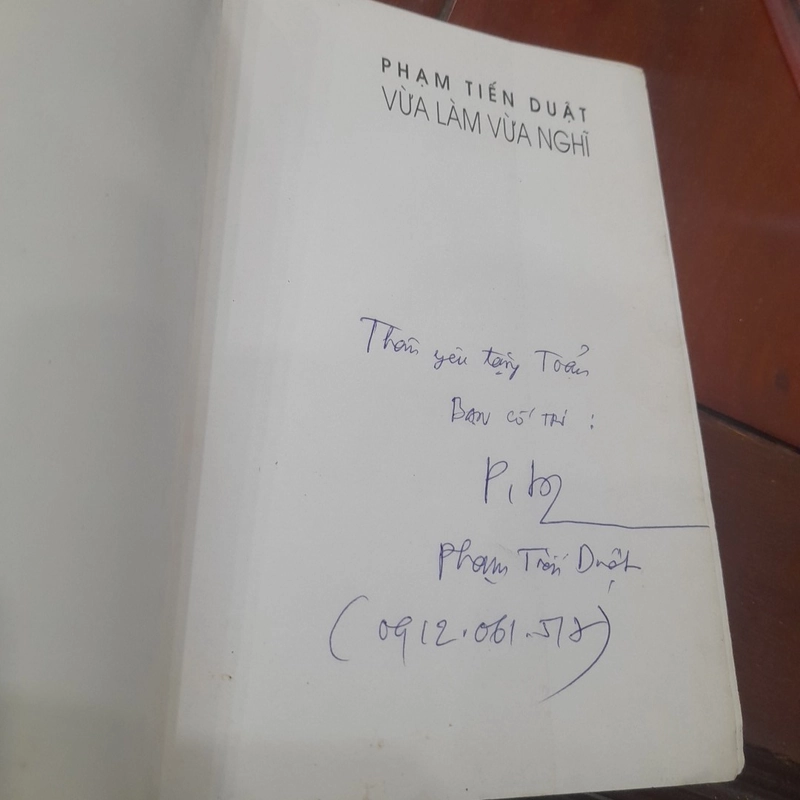 PHẠM TIẾN DUẬT
VỪA LÀM VỪA NGHĨ
Thân yêu tặng Toản
BẠN CỐ TRI :
Phạm Tiến Duật
(0912.061.518)